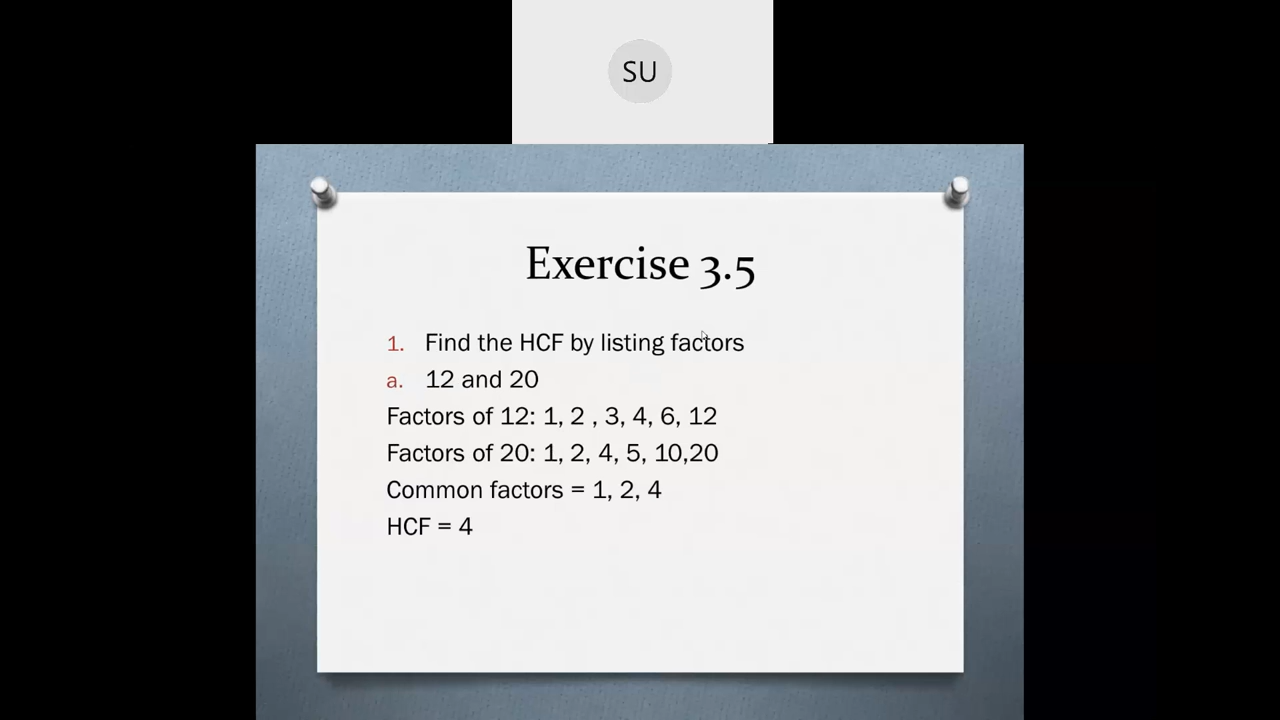 SU
Exercise 3.5
1. Find the HCF by listing factors
a. 12 and 20
Factors of 12: 1, 2 , 3, 4, 6, 12
Factors of 20: 1, 2, 4, 5, 10,20
Common factors = 1, 2, 4
HCF = 4